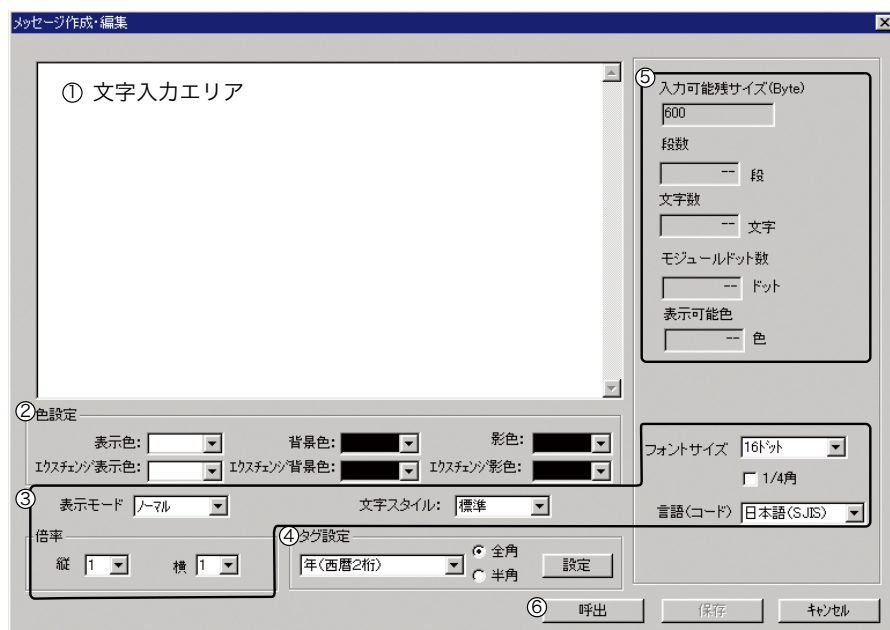 メッセージ作成・編集
① 文字入力エリア
⑤
入力可能残サイズ(Byte)
600
段数
-- 段
文字数
-- 文字
モジュールドット数
-- ドット
表示可能色
-- 色
②色設定
表示色: 背景色: 影色:
エクスチェンジ表示色: エクスチェンジ背景色: エクスチェンジ影色:
フォントサイズ 16ドット
1/4角
言語(コード) 日本語(SJIS)
③ 表示モード ノーマル 文字スタイル: 標準
倍率
縦 1 横 1
④タグ設定
年(西暦2桁) 全角
半角
設定
⑥ 呼出 保存 キャンセル